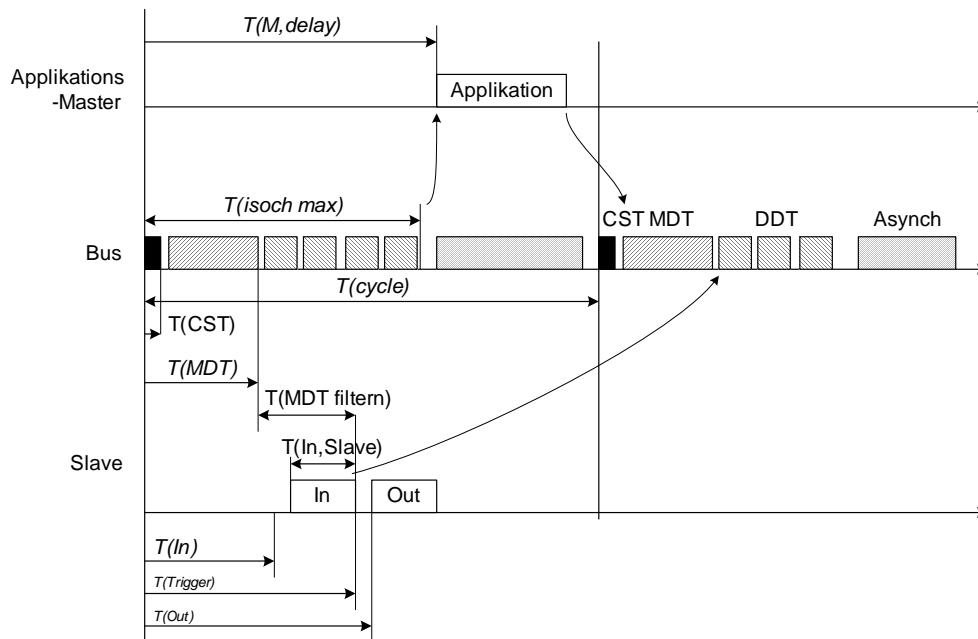 T(M,delay)
Applikations
-Master
Applikation
T(isoch max)
CST MDT DDT Asynch
Bus
T(cycle)
T(CST)
T(MDT)
T(MDT filtern)
T(In,Slave)
Slave
In Out
T(In)
T(Trigger)
T(Out)